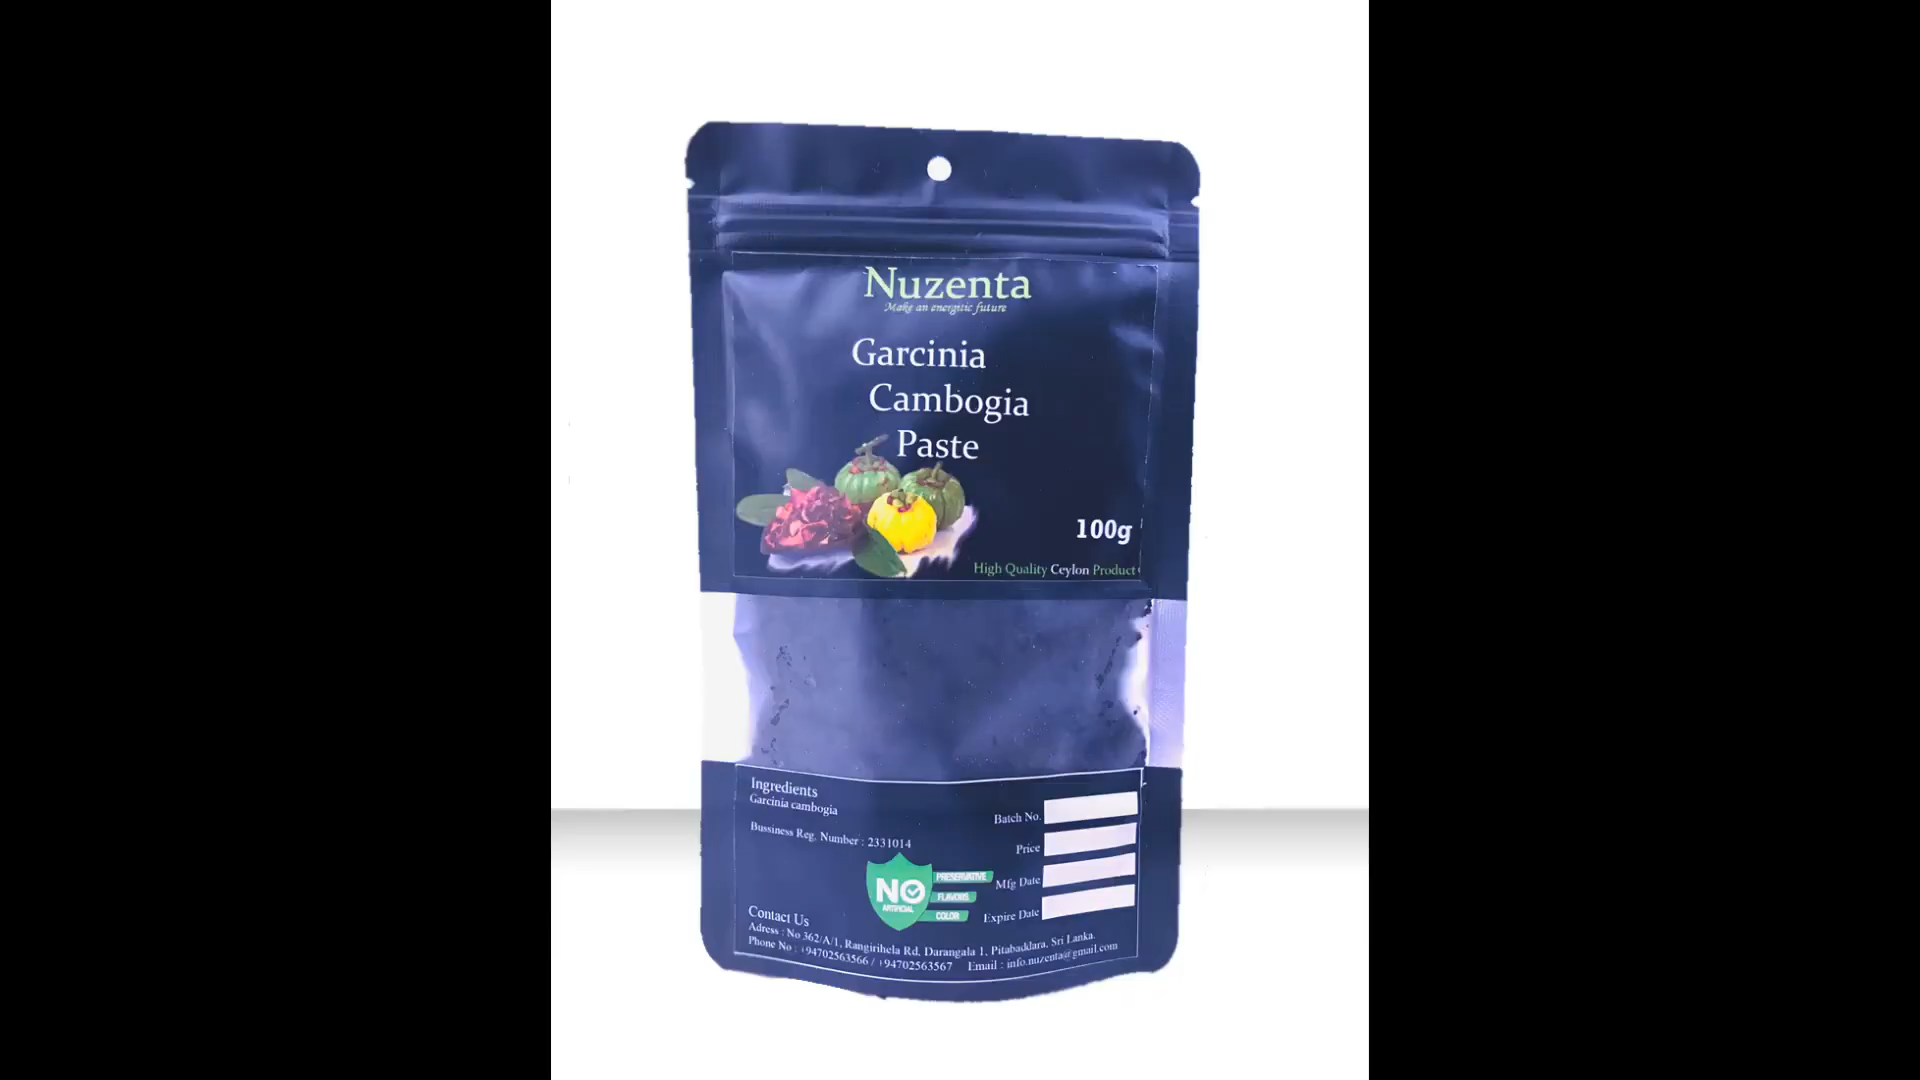 Nuzenta
Make an energitic future
Garcinia
Cambogia
Paste
100g
High Quality Ceylon Product
Ingredients
Garcinia cambogia
Bussiness Reg. Number : 2331014
Batch No.
Price
Mfg Date
Expire Date
NO
ARTIFICIAL
PRESERVATIVE
FLAVORS
COLOR
Contact Us
Adress : No 362/A/1, Rangirihela Rd, Darangala 1, Pitabaddara, Sri Lanka.
Phone No : +94702563566 / +94702563567 Email : info.nuzenta@gmail.com